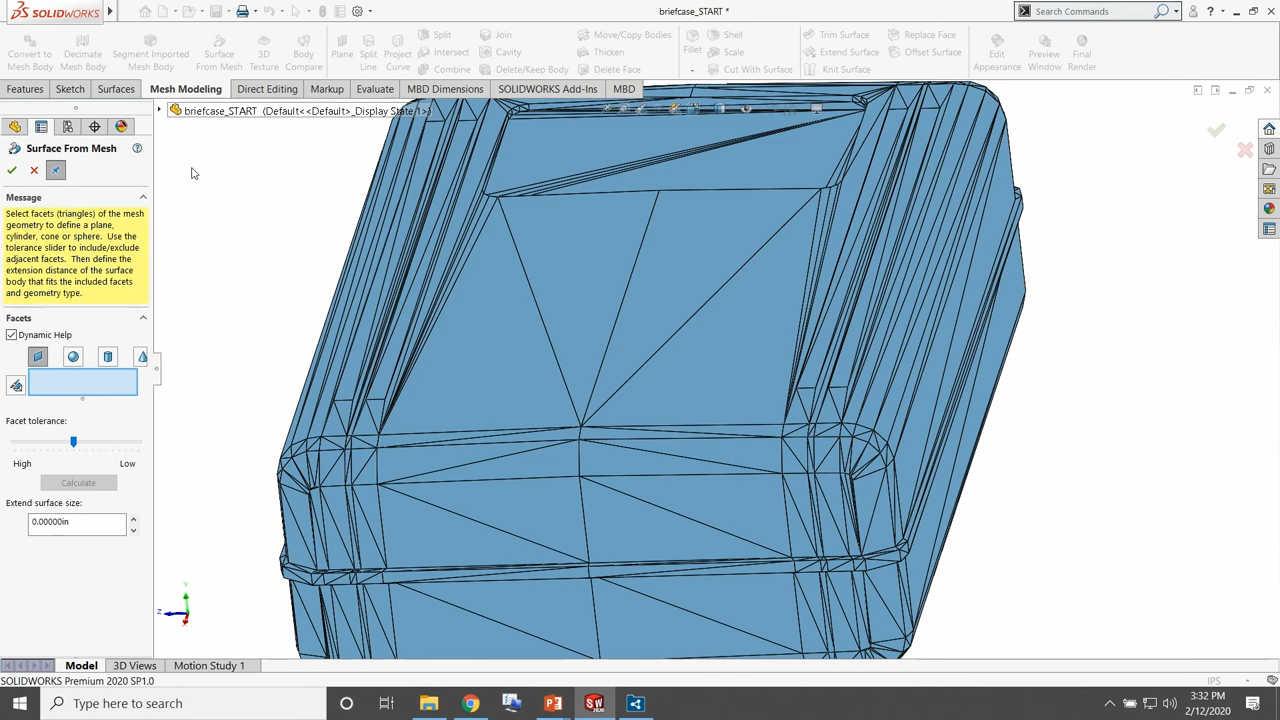 SOLIDWORKS
briefcase_START *
Search Commands
Convert to Mesh Body
Decimate Mesh Body
Segment Imported Mesh Body
Surface From Mesh
3D Texture
Body Compare
Plane
Split Line
Project Curve
Split
Intersect
Combine
Join
Cavity
Delete/Keep Body
Move/Copy Bodies
Thicken
Delete Face
Fillet
Shell
Scale
Cut With Surface
Trim Surface
Extend Surface
Knit Surface
Replace Face
Offset Surface
Edit Appearance
Preview Window
Final Render
Features
Sketch
Surfaces
Mesh Modeling
Direct Editing
Markup
Evaluate
MBD Dimensions
SOLIDWORKS Add-Ins
MBD
briefcase_START (Default<<Default>_Display State 1>)
Surface From Mesh
Message
Select facets (triangles) of the mesh
geometry to define a plane,
cylinder, cone or sphere. Use the
tolerance slider to include/exclude
adjacent facets. Then define the
extension distance of the surface
body that fits the included facets
and geometry type.
Facets
Dynamic Help
Facet tolerance:
High Low
Calculate
Extend surface size:
0.00000in
Y
Z
Model
3D Views
Motion Study 1
SOLIDWORKS Premium 2020 SP1.0
IPS
Type here to search
3:32 PM
2/12/2020